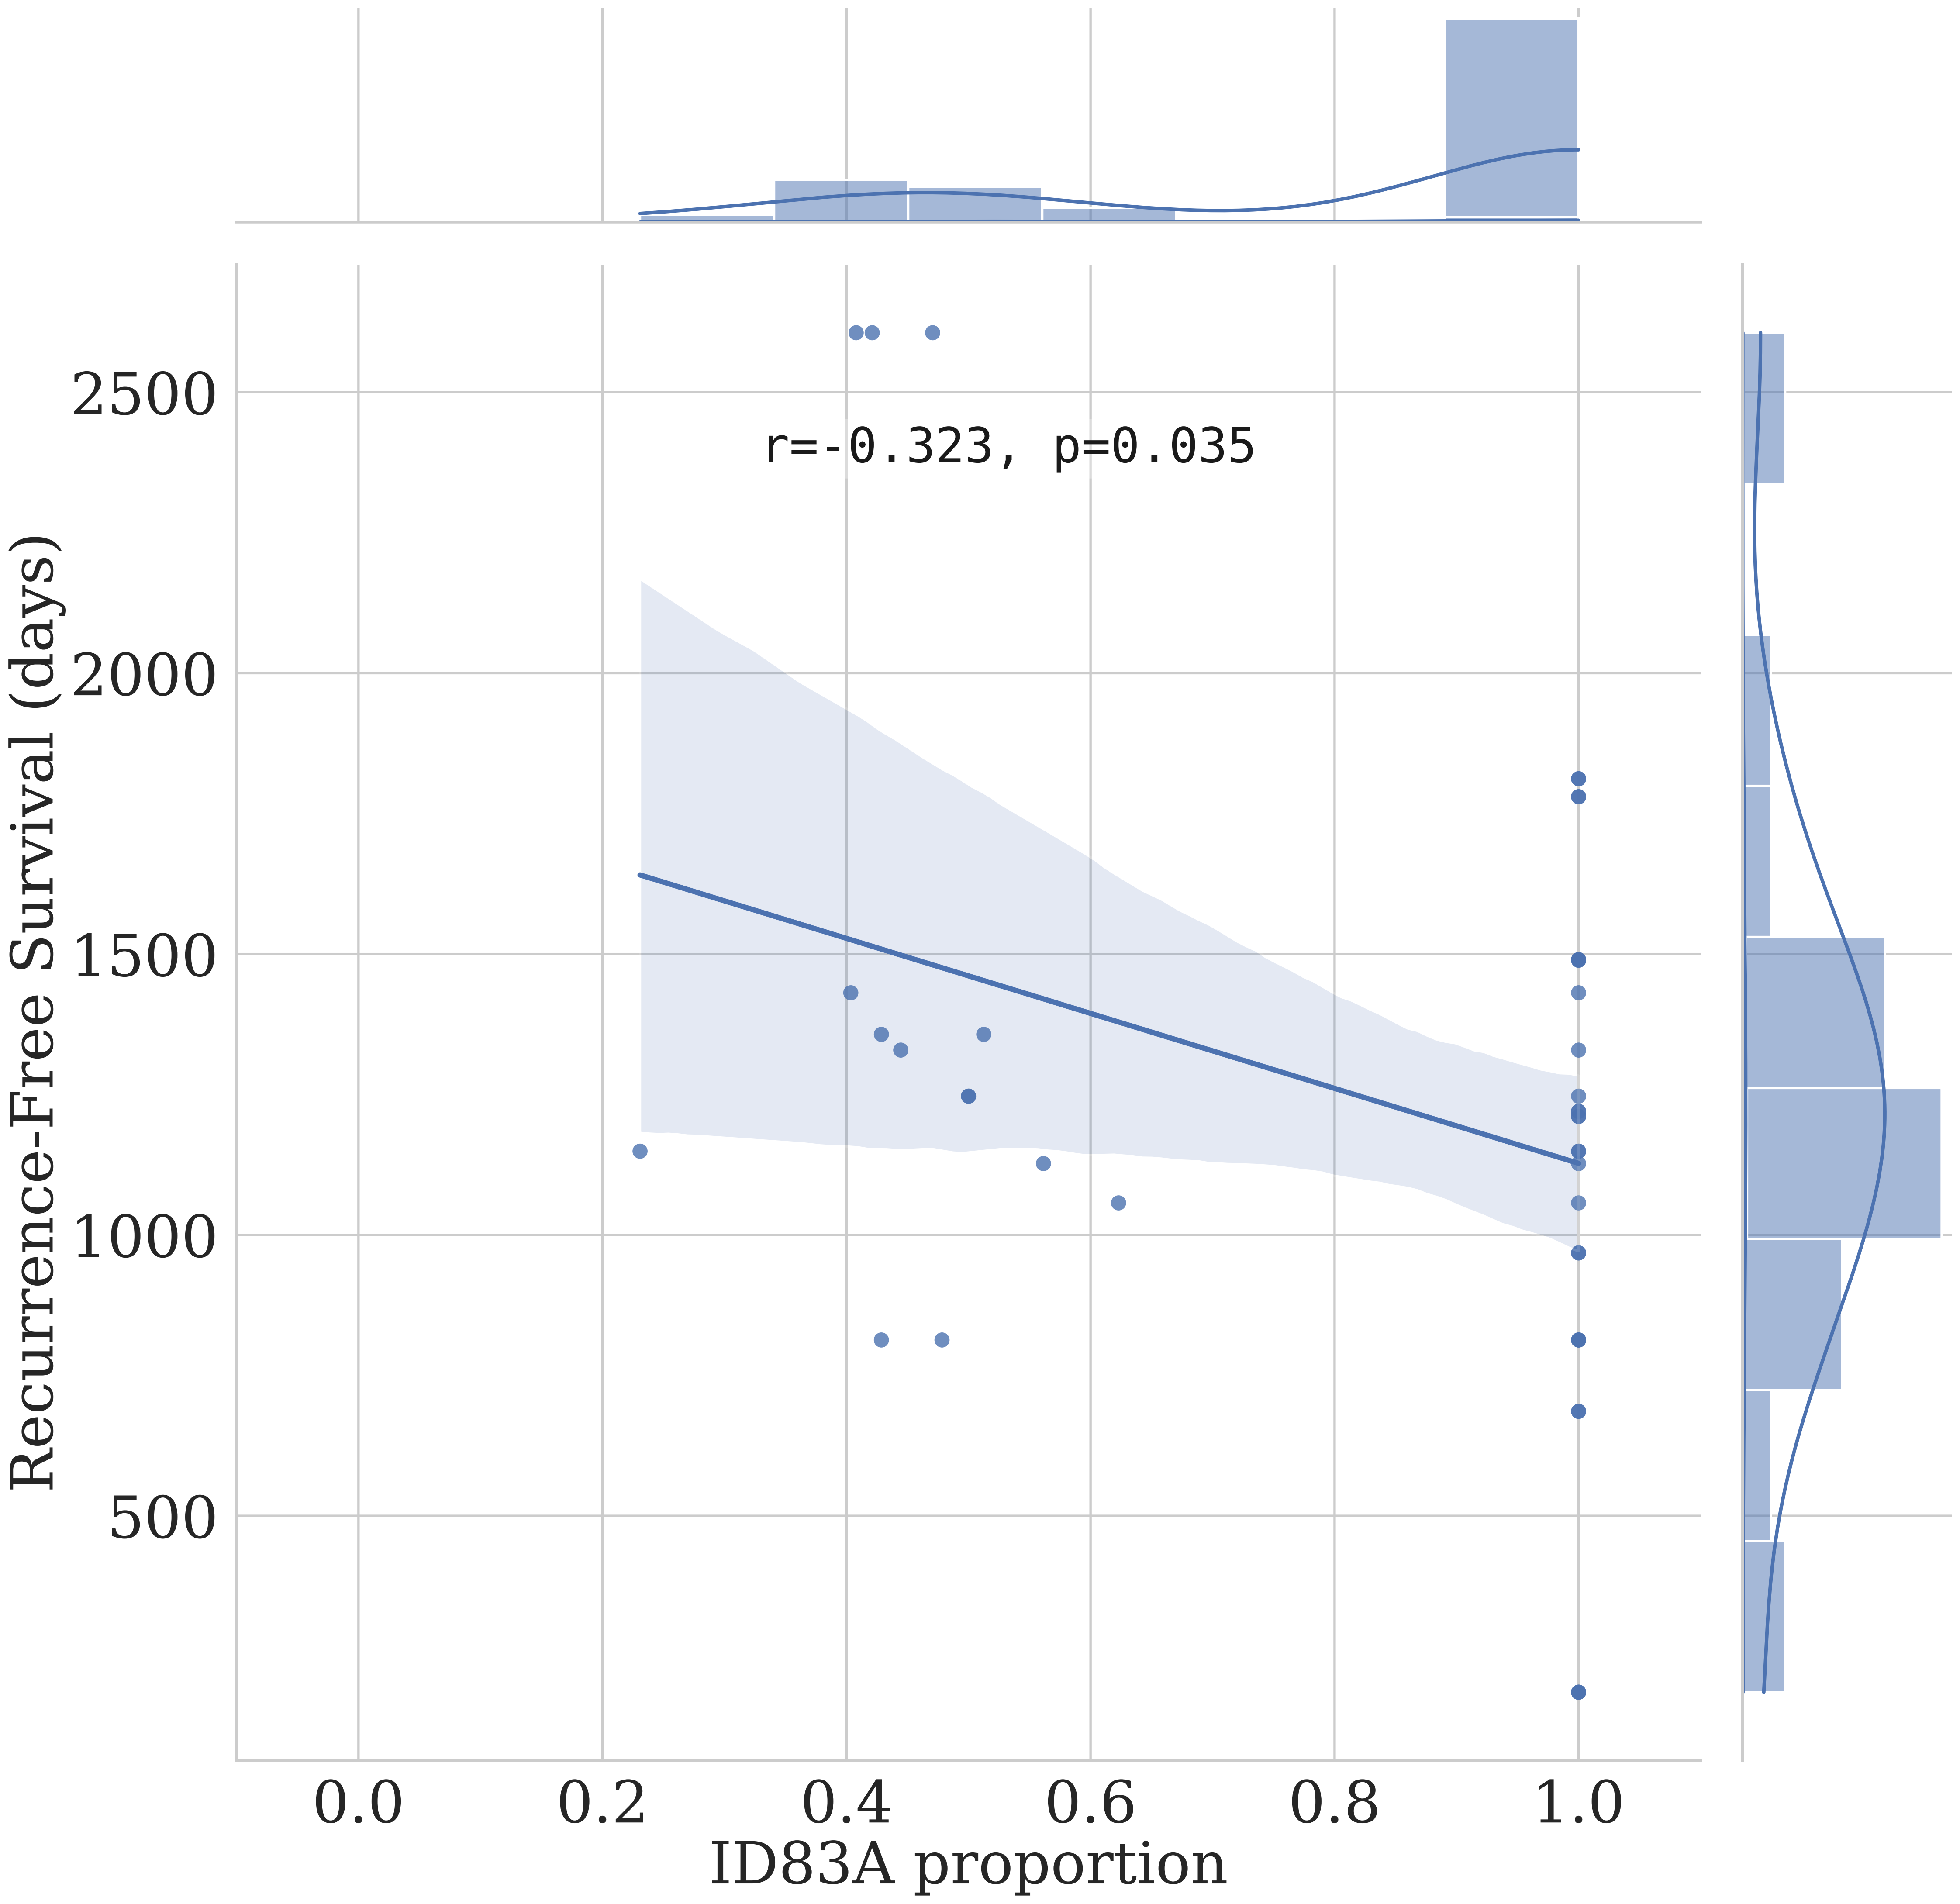 r=-0.323, p=0.035
Recurrence-Free Survival (days)
2500
2000
1500
1000
500
0.0 0.2 0.4 0.6 0.8 1.0
ID83A proportion